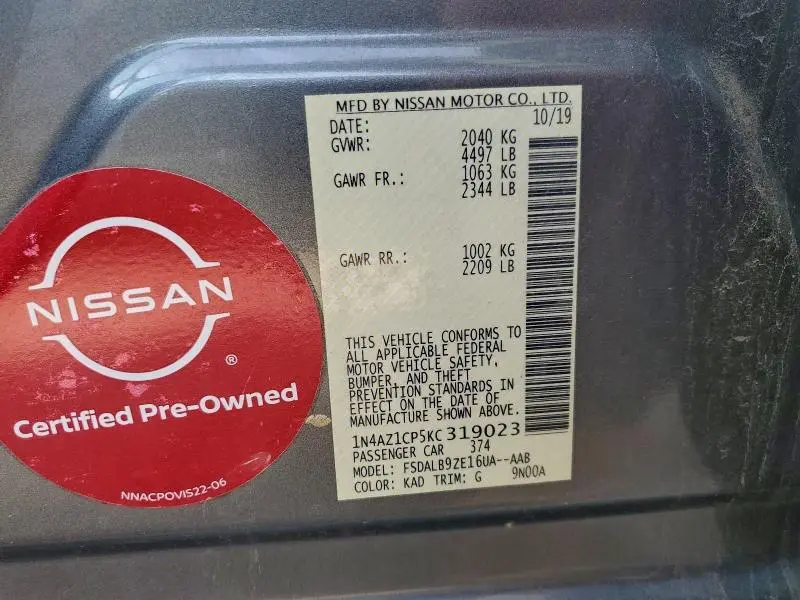 MFD BY NISSAN MOTOR CO., LTD.
DATE: 10/19
GVWR: 2040 KG
4497 LB
GAWR FR.: 1063 KG
2344 LB
GAWR RR.: 1002 KG
2209 LB
THIS VEHICLE CONFORMS TO
ALL APPLICABLE FEDERAL
MOTOR VEHICLE SAFETY,
BUMPER, AND THEFT
PREVENTION STANDARDS IN
EFFECT ON THE DATE OF
MANUFACTURE SHOWN ABOVE.
1N4AZ1CP5KC319023
PASSENGER CAR 374
MODEL: FSDALB9ZE16UA--AAB
COLOR: KAD TRIM: G 9N00A
NISSAN
®
Certified Pre-Owned
NNACPOVIS22-06